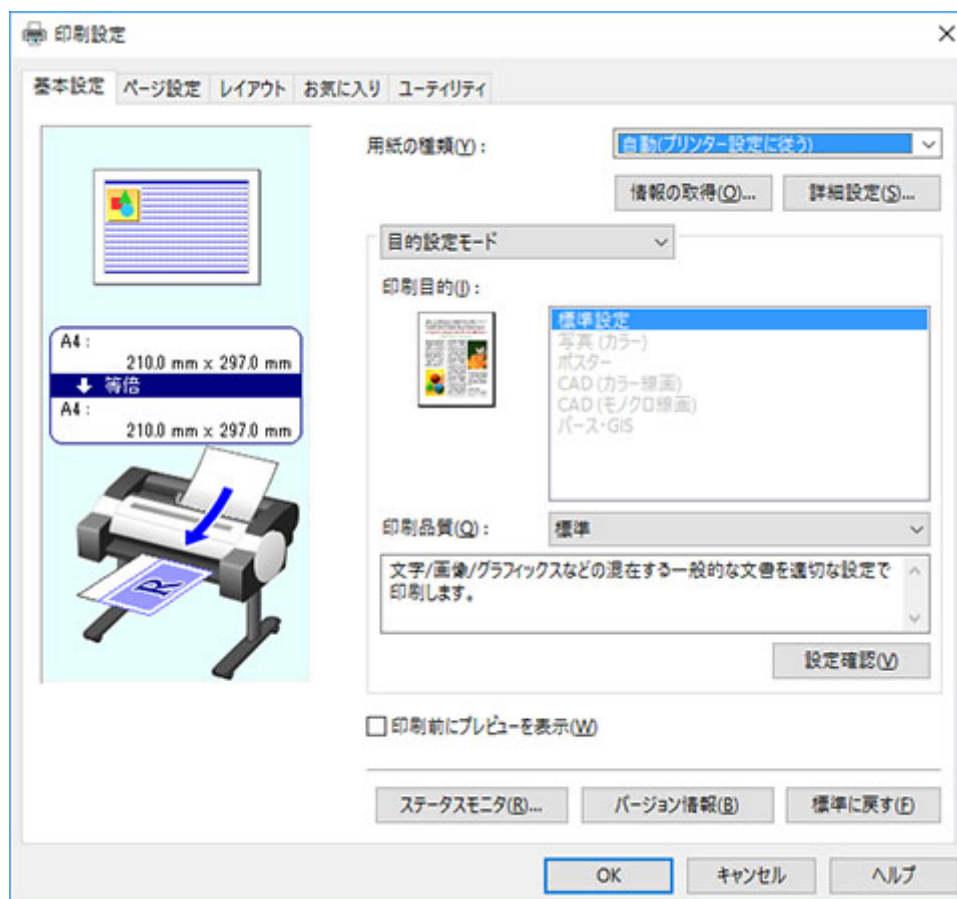 印刷設定
基本設定 ページ設定 レイアウト お気に入り ユーティリティ
用紙の種類(Y):
自動(プリンター設定に従う)
情報の取得(O)... 詳細設定(S)...
目的設定モード
印刷目的(I):
標準設定
写真 (カラー)
ポスター
CAD (カラー線画)
CAD (モノクロ線画)
パース・GIS
A4 :
210.0 mm x 297.0 mm
等倍
A4 :
210.0 mm x 297.0 mm
R
印刷品質(Q):
標準
文字/画像/グラフィックスなどの混在する一般的な文書を適切な設定で
印刷します。
設定確認(V)
印刷前にプレビューを表示(W)
ステータスモニタ(R)... バージョン情報(B) 標準に戻す(F)
OK キャンセル ヘルプ